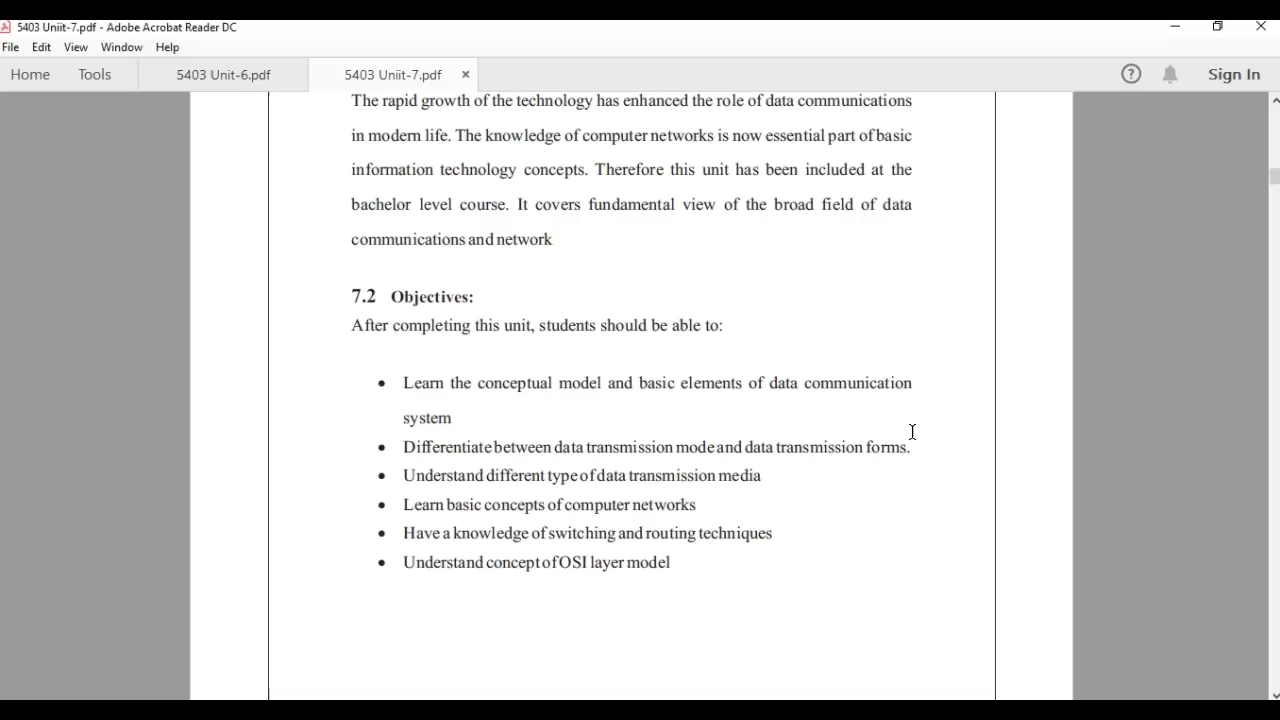 5403 Uniit-7.pdf - Adobe Acrobat Reader DC
File Edit View Window Help
Home Tools 5403 Unit-6.pdf 5403 Uniit-7.pdf × ? Sign In
The rapid growth of the technology has enhanced the role of data communications
in modern life. The knowledge of computer networks is now essential part of basic
information technology concepts. Therefore this unit has been included at the
bachelor level course. It covers fundamental view of the broad field of data
communications and network
7.2 Objectives:
After completing this unit, students should be able to:
• Learn the conceptual model and basic elements of data communication
system
• Differentiate between data transmission mode and data transmission forms.
• Understand different type of data transmission media
• Learn basic concepts of computer networks
• Have a knowledge of switching and routing techniques
• Understand concept of OSI layer model